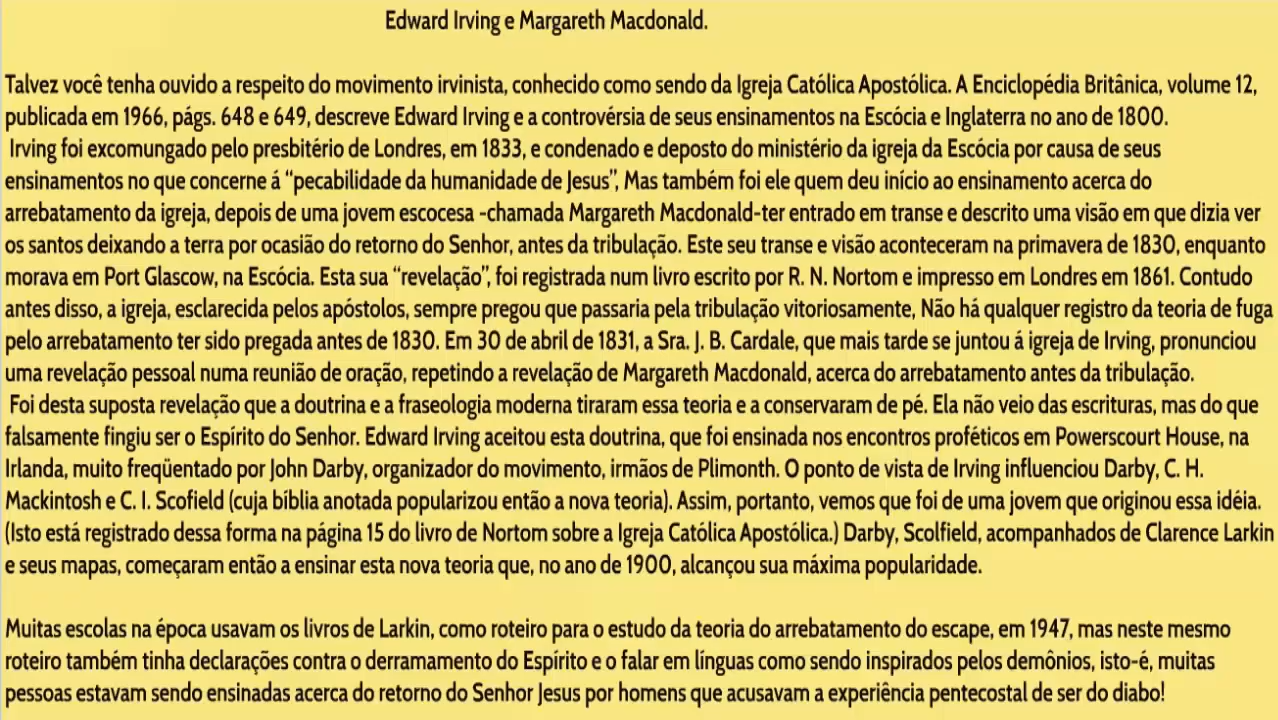 Edward Irving e Margareth Macdonald.
Talvez você tenha ouvido a respeito do movimento irvinista, conhecido como sendo da Igreja Católica Apostólica. A Enciclopédia Britânica, volume 12,
publicada em 1966, págs. 648 e 649, descreve Edward Irving e a controvérsia de seus ensinamentos na Escócia e Inglaterra no ano de 1800.
Irving foi excomungado pelo presbitério de Londres, em 1833, e condenado e deposto do ministério da igreja da Escócia por causa de seus
ensinamentos no que concerne á “pecabilidade da humanidade de Jesus”, Mas também foi ele quem deu início ao ensinamento acerca do
arrebatamento da igreja, depois de uma jovem escocesa -chamada Margareth Macdonald-ter entrado em transe e descrito uma visão em que dizia ver
os santos deixando a terra por ocasião do retorno do Senhor, antes da tribulação. Este seu transe e visão aconteceram na primavera de 1830, enquanto
morava em Port Glascow, na Escócia. Esta sua “revelação”, foi registrada num livro escrito por R. N. Nortom e impresso em Londres em 1861. Contudo
antes disso, a igreja, esclarecida pelos apóstolos, sempre pregou que passaria pela tribulação vitoriosamente, Não há qualquer registro da teoria de fuga
pelo arrebatamento ter sido pregada antes de 1830. Em 30 de abril de 1831, a Sra. J. B. Cardale, que mais tarde se juntou á igreja de Irving, pronunciou
uma revelação pessoal numa reunião de oração, repetindo a revelação de Margareth Macdonald, acerca do arrebatamento antes da tribulação.
Foi desta suposta revelação que a doutrina e a fraseologia moderna tiraram essa teoria e a conservaram de pé. Ela não veio das escrituras, mas do que
falsamente fingiu ser o Espírito do Senhor. Edward Irving aceitou esta doutrina, que foi ensinada nos encontros proféticos em Powerscourt House, na
Irlanda, muito freqüentado por John Darby, organizador do movimento, irmãos de Plimonth. O ponto de vista de Irving influenciou Darby, C. H.
Mackintosh e C. I. Scofield (cuja bíblia anotada popularizou então a nova teoria). Assim, portanto, vemos que foi de uma jovem que originou essa idéia.
(Isto está registrado dessa forma na página 15 do livro de Nortom sobre a Igreja Católica Apostólica.) Darby, Scolfield, acompanhados de Clarence Larkin
e seus mapas, começaram então a ensinar esta nova teoria que, no ano de 1900, alcançou sua máxima popularidade.
Muitas escolas na época usavam os livros de Larkin, como roteiro para o estudo da teoria do arrebatamento do escape, em 1947, mas neste mesmo
roteiro também tinha declarações contra o derramamento do Espírito e o falar em línguas como sendo inspirados pelos demônios, isto-é, muitas
pessoas estavam sendo ensinadas acerca do retorno do Senhor Jesus por homens que acusavam a experiência pentecostal de ser do diabo!